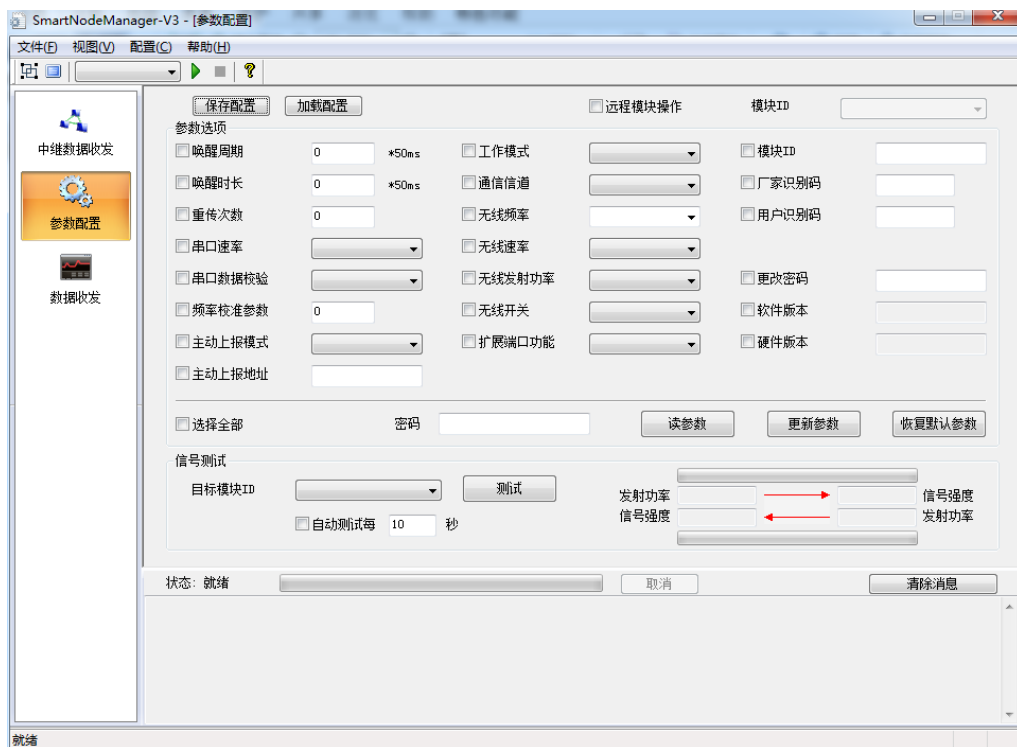 SmartNodeManager-V3 - [参数配置]
文件(F) 视图(V) 配置(C) 帮助(H)
中继数据收发
参数配置
数据收发
保存配置 加载配置 远程模块操作 模块ID
参数选项
唤醒周期 0 *50ms 工作模式 模块ID
唤醒时长 0 *50ms 通信信道 厂家识别码
重传次数 0 无线频率 用户识别码
串口速率 无线速率
串口数据校验 无线发射功率 更改密码
频率校准参数 0 无线开关 软件版本
主动上报模式 扩展端口功能 硬件版本
主动上报地址
选择全部 密码 读参数 更新参数 恢复默认参数
信号测试
目标模块ID 测试
发射功率 信号强度
信号强度 发射功率
自动测试每 10 秒
状态: 就绪 取消 清除消息
就绪